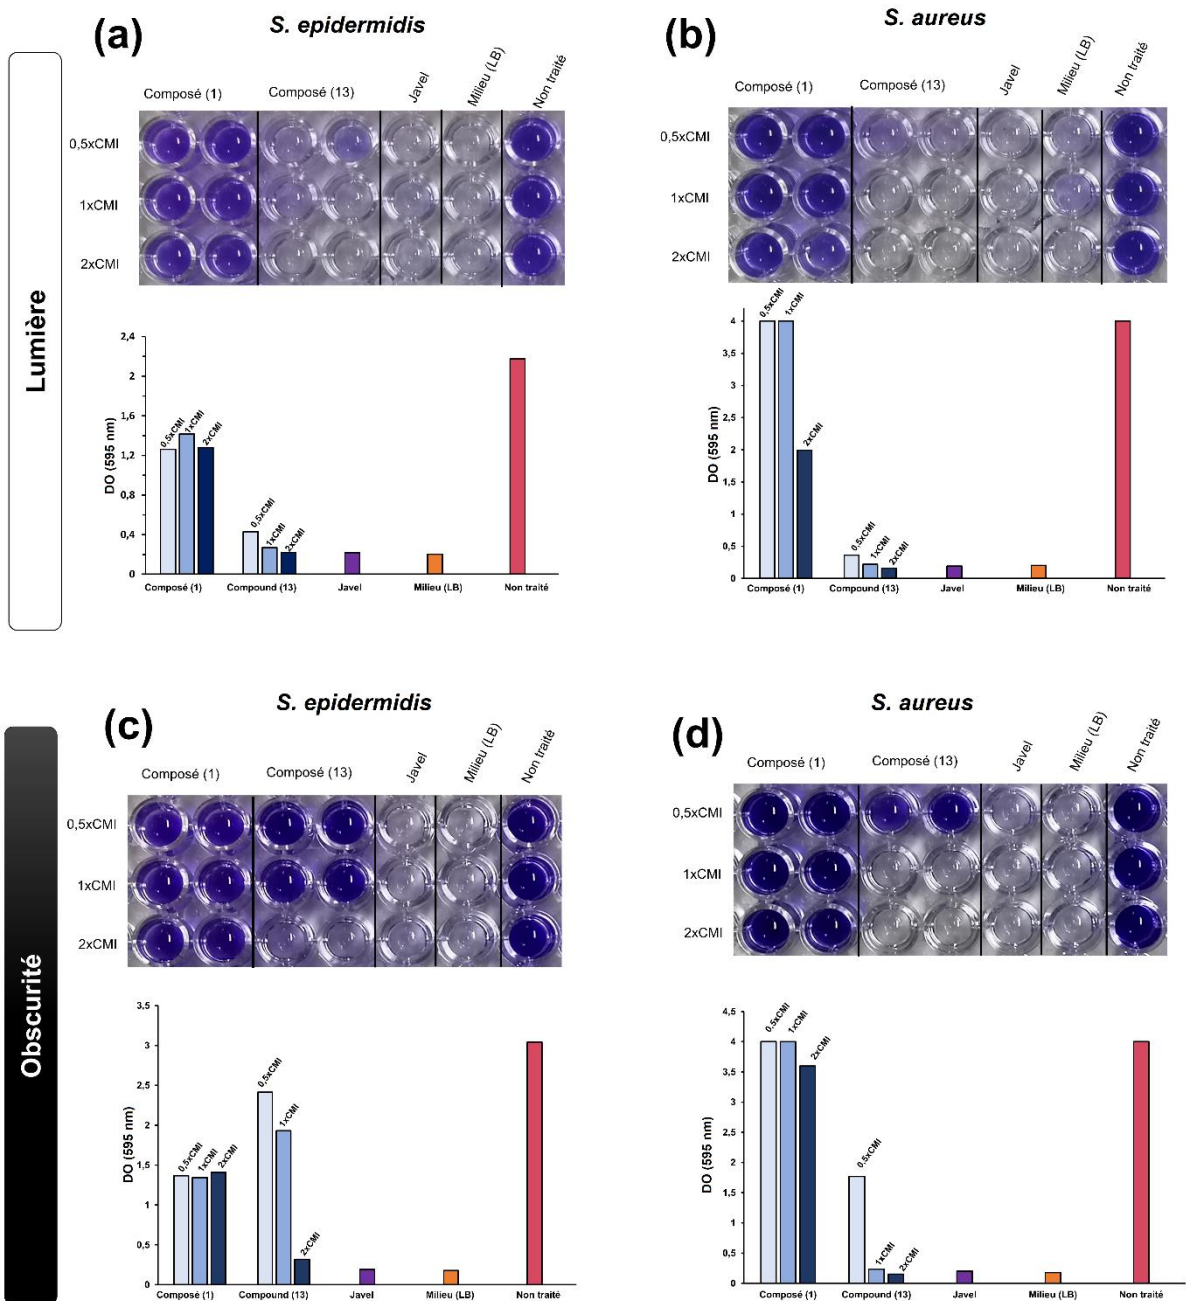 (a)
S. epidermidis
Composé (1)
Composé (13)
Javel
Milieu (LB)
Non traité
0,5xCMI
1xCMI
2xCMI
2,4
2
1,6
1,2
0,8
0,4
0
DO (595 nm)
0,5xCMI
1xCMI
2xCMI
0,5xCMI
1xCMI
2xCMI
Composé (1)
Compound (13)
Javel
Milieu (LB)
Non traité
(b)
S. aureus
Composé (1)
Composé (13)
Javel
Milieu (LB)
Non traité
0,5xCMI
1xCMI
2xCMI
4
3,5
3
2,5
2
1,5
1
0,5
0
DO (595 nm)
0,5xCMI
1xCMI
2xCMI
0,5xCMI
1xCMI
2xCMI
Composé (1)
Compound (13)
Javel
Milieu (LB)
Non traité
Lumière
(c)
S. epidermidis
Composé (1)
Composé (13)
Javel
Milieu (LB)
Non traité
0,5xCMI
1xCMI
2xCMI
3,5
3
2,5
2
1,5
1
0,5
0
DO (595 nm)
0,5xCMI
1xCMI
2xCMI
0,5xCMI
1xCMI
2xCMI
Composé (1)
Compound (13)
Javel
Milieu (LB)
Non traité
(d)
S. aureus
Composé (1)
Composé (13)
Javel
Milieu (LB)
Non traité
0,5xCMI
1xCMI
2xCMI
4,5
4
3,5
3
2,5
2
1,5
1
0,5
0
DO (595 nm)
0.5xCMI
1xCMI
2xCMI
0.5xCMI
1xCMI
2xCMI
Composé (1)
Compound (13)
Javel
Milieu (LB)
Non traité
Obscurité